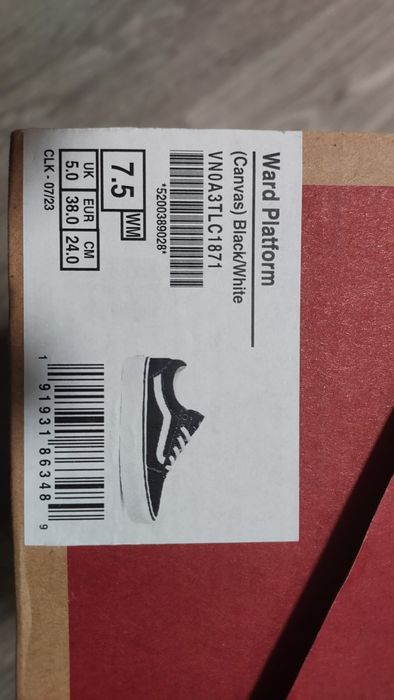 Ward Platform
(Canvas) Black/White
VN0A3TLC1871
*5200389028*
7.5 WM
UK EUR CM
5.0 38.0 24.0
CLK - 07/23
1 91931 86348 9